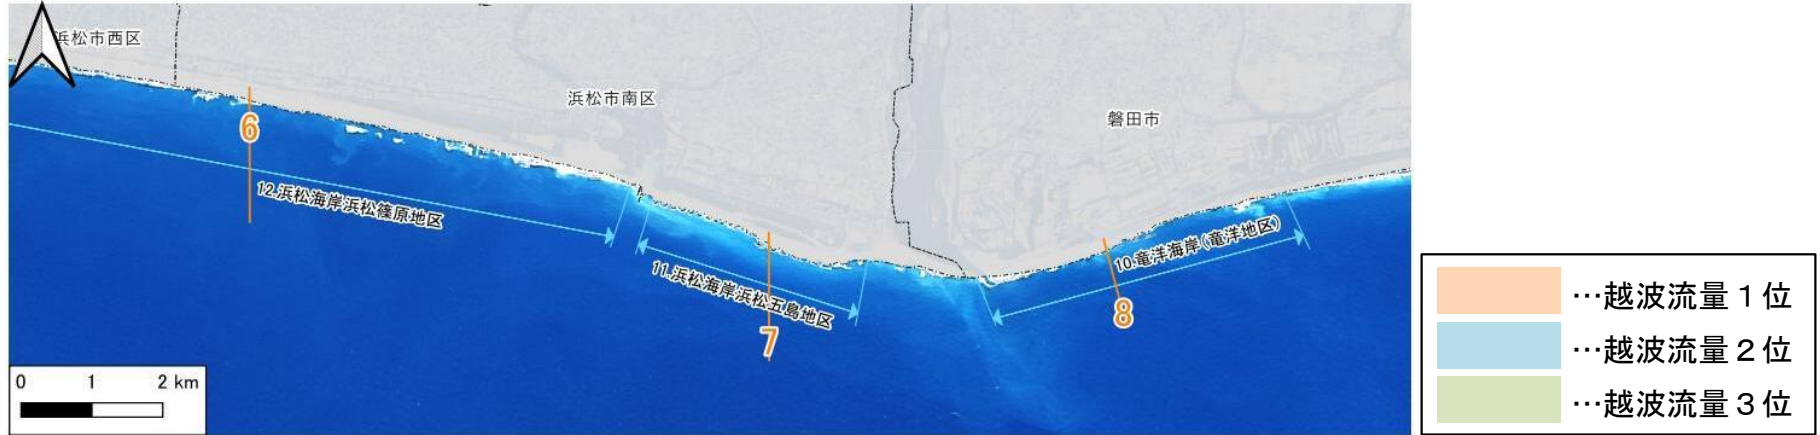 浜松市西区
浜松市南区
磐田市
6
12.浜松海岸浜松篠原地区
11.浜松海岸浜松五島地区
7
10.竜洋海岸(竜洋地区)
8
0 1 2 km
…越波流量1位
…越波流量2位
…越波流量3位